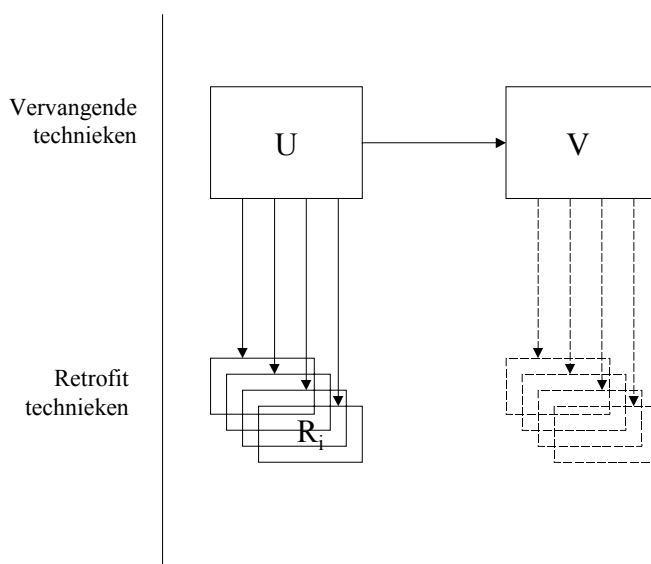 Vervangende
technieken
U
V
Retrofit
technieken
Ri